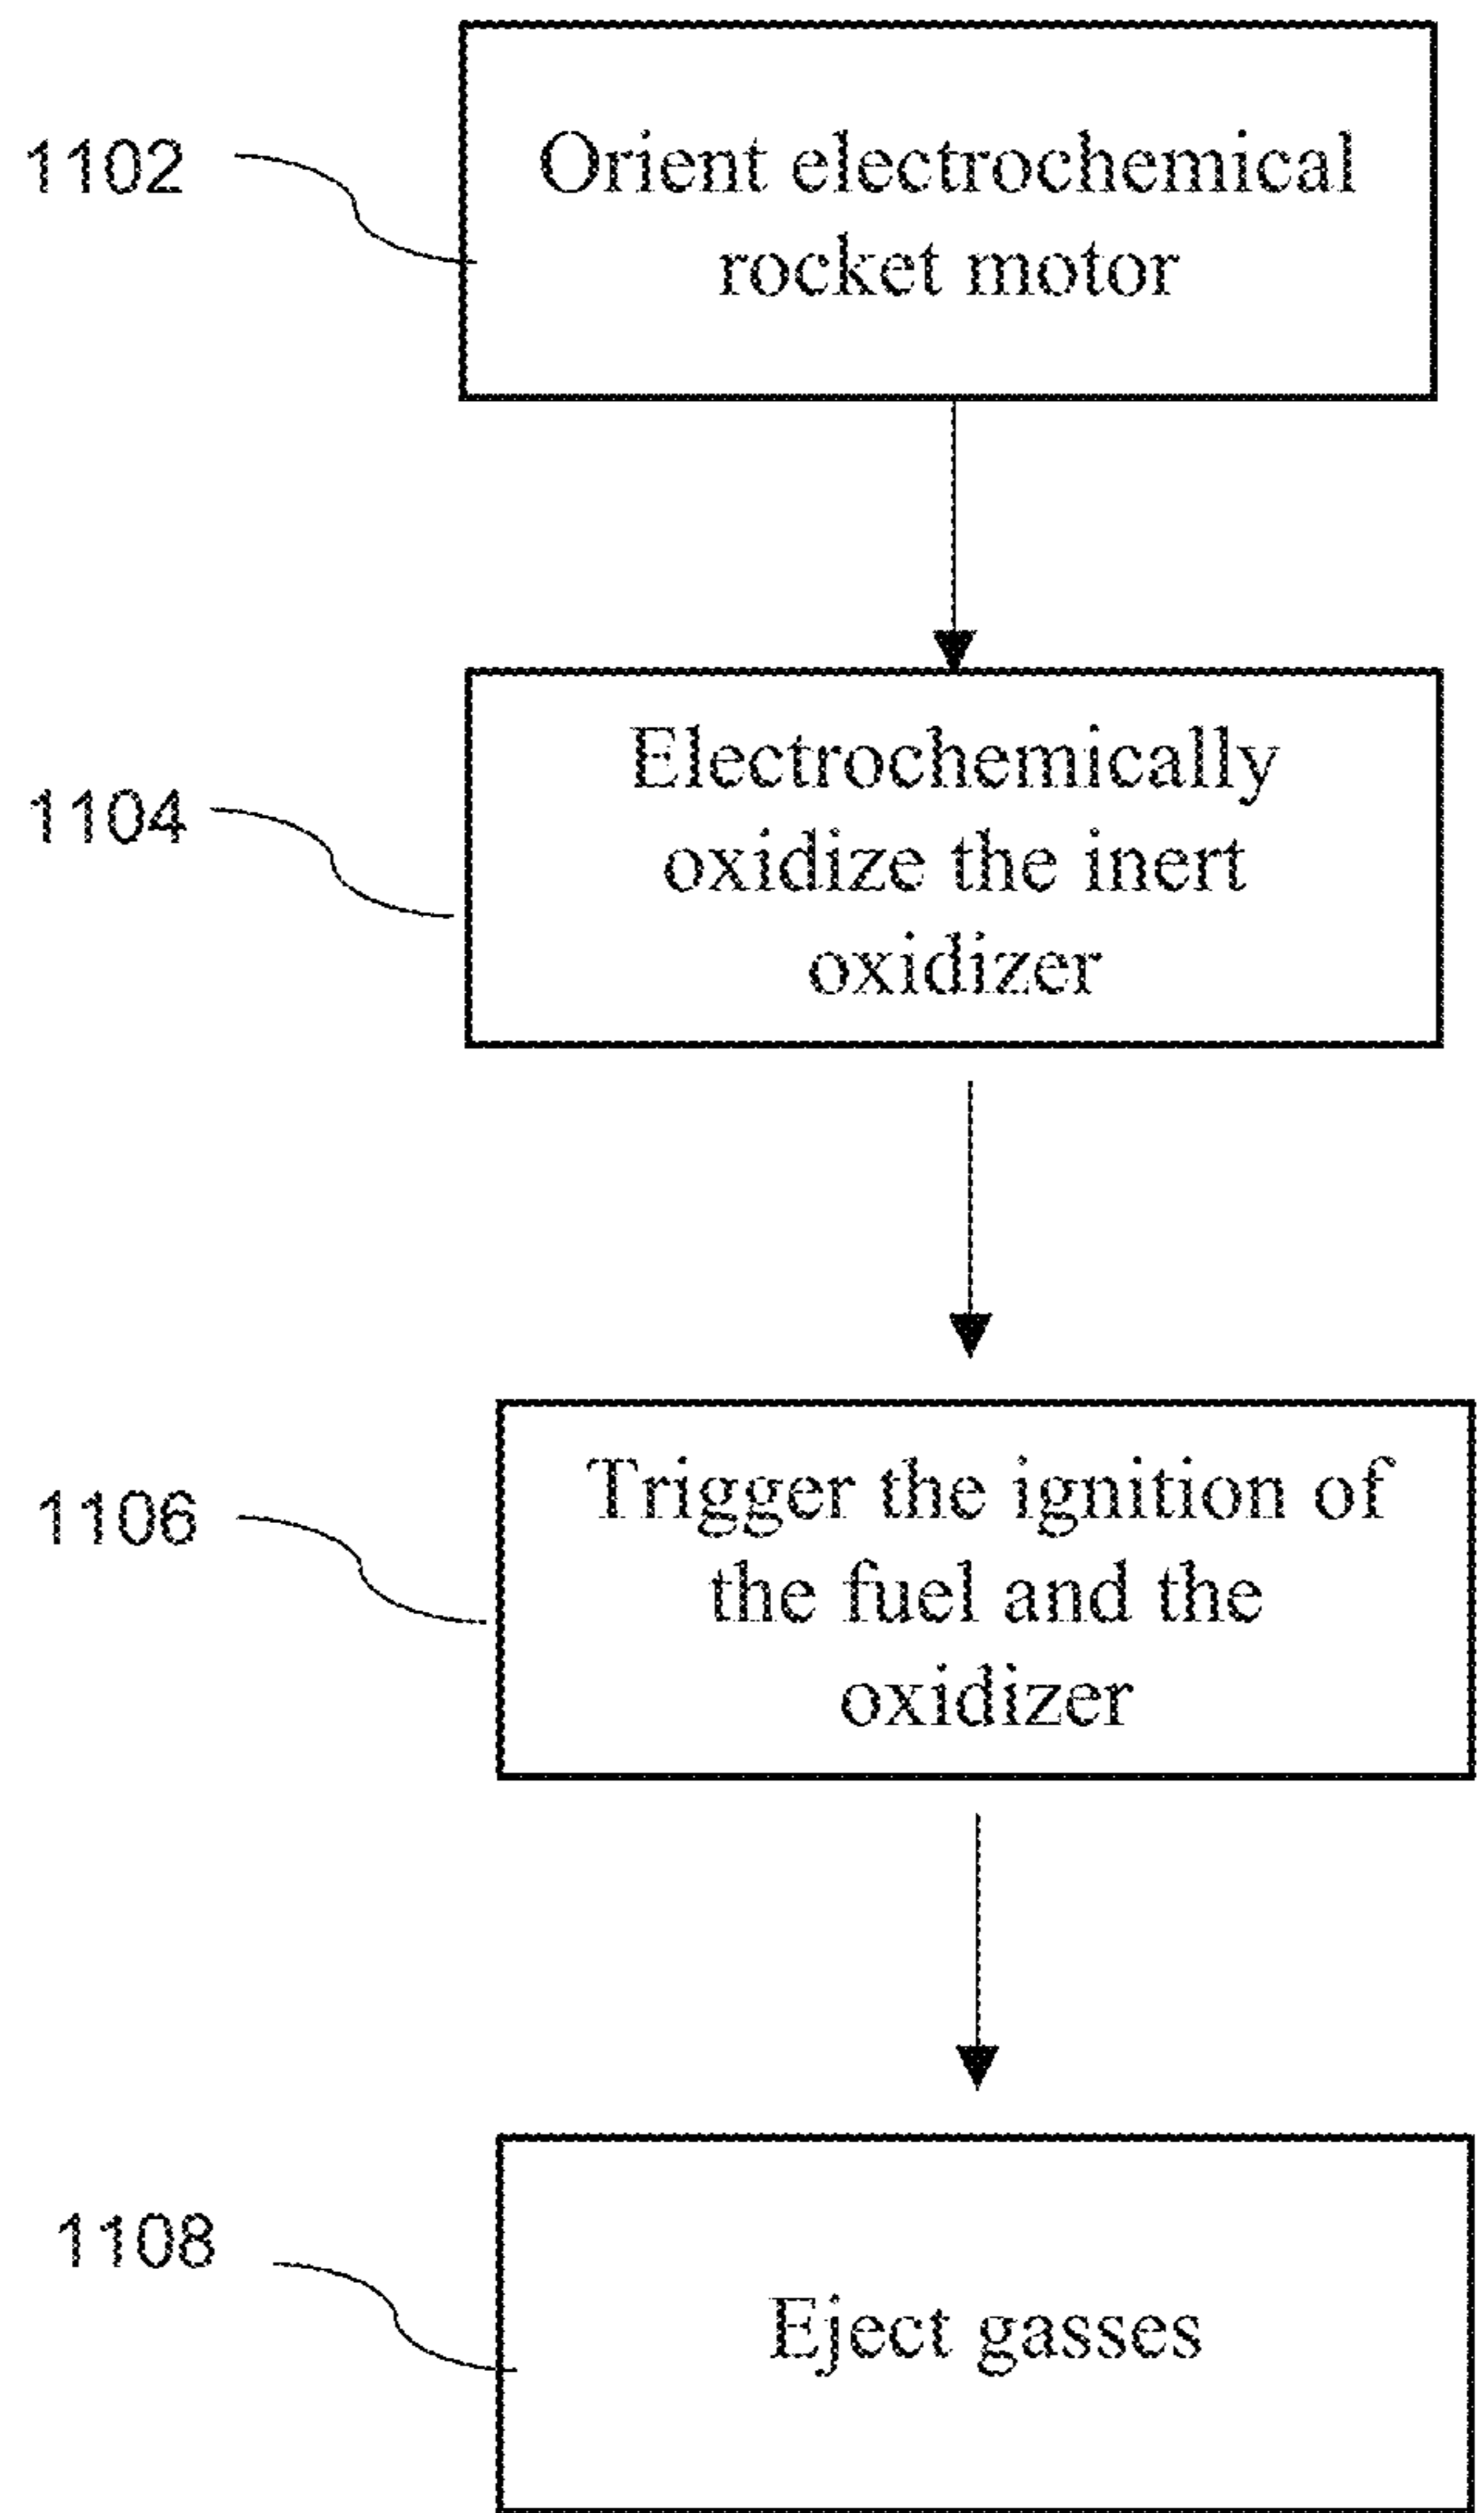 1102
Orient electrochemical
rocket motor
1104
Electrochemically
oxidize the inert
oxidizer
1106
Trigger the ignition of
the fuel and the
oxidizer
1108
Eject gasses